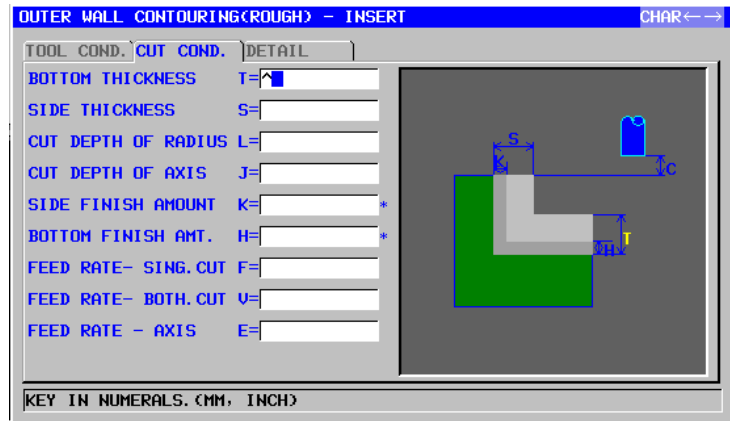 OUTER WALL CONTOURING(ROUGH) - INSERT CHAR←→
TOOL COND. CUT COND. DETAIL
BOTTOM THICKNESS T=^
SIDE THICKNESS S=
CUT DEPTH OF RADIUS L=
CUT DEPTH OF AXIS J=
SIDE FINISH AMOUNT K= *
BOTTOM FINISH AMT. H= *
FEED RATE- SING.CUT F=
FEED RATE- BOTH.CUT V=
FEED RATE - AXIS E=
S
K
C
T
H
KEY IN NUMERALS.(MM, INCH)